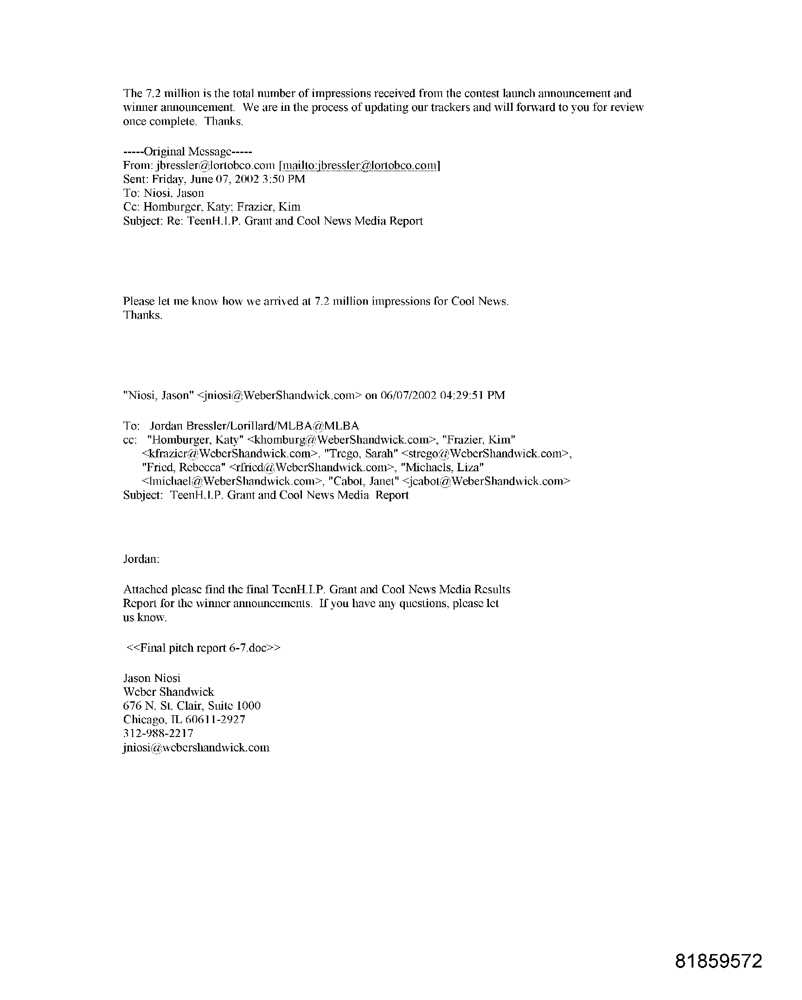 The 7.2 million is the total number of impressions received from the contest launch announcement and
winner announcement.  We are in the process of updating our trackers and will forward to you for review
once complete.  Thanks.
-----Original Message-----
From: jbressler@lortobco.com [mailto:jbressler@lortobco.com]
Sent: Friday, June 07, 2002 3:50 PM
To: Niosi, Jason
Cc: Homburger, Katy; Frazier, Kim
Subject: Re: TeenH.I.P. Grant and Cool News Media Report
Please let me know how we arrived at 7.2 million impressions for Cool News.
Thanks.
"Niosi, Jason" <jniosi@WeberShandwick.com> on 06/07/2002 04:29:51 PM
To:   Jordan Bressler/Lorillard/MLBA@MLBA
cc:   "Homburger, Katy" <khomburg@WeberShandwick.com>, "Frazier, Kim"
<kfrazier@WeberShandwick.com>, "Trego, Sarah" <strego@WeberShandwick.com>,
"Fried, Rebecca" <rfried@WeberShandwick.com>, "Michaels, Liza"
<lmichael@WeberShandwick.com>, "Cabot, Janet" <jcabot@WeberShandwick.com>
Subject:  TeenH.I.P. Grant and Cool News Media  Report
Jordan:
Attached please find the final TeenH.I.P. Grant and Cool News Media Results
Report for the winner announcements.  If you have any questions, please let
us know.
<<Final pitch report 6-7.doc>>
Jason Niosi
Weber Shandwick
676 N. St. Clair, Suite 1000
Chicago, IL 60611-2927
312-988-2217
jniosi@webershandwick.com
81859572